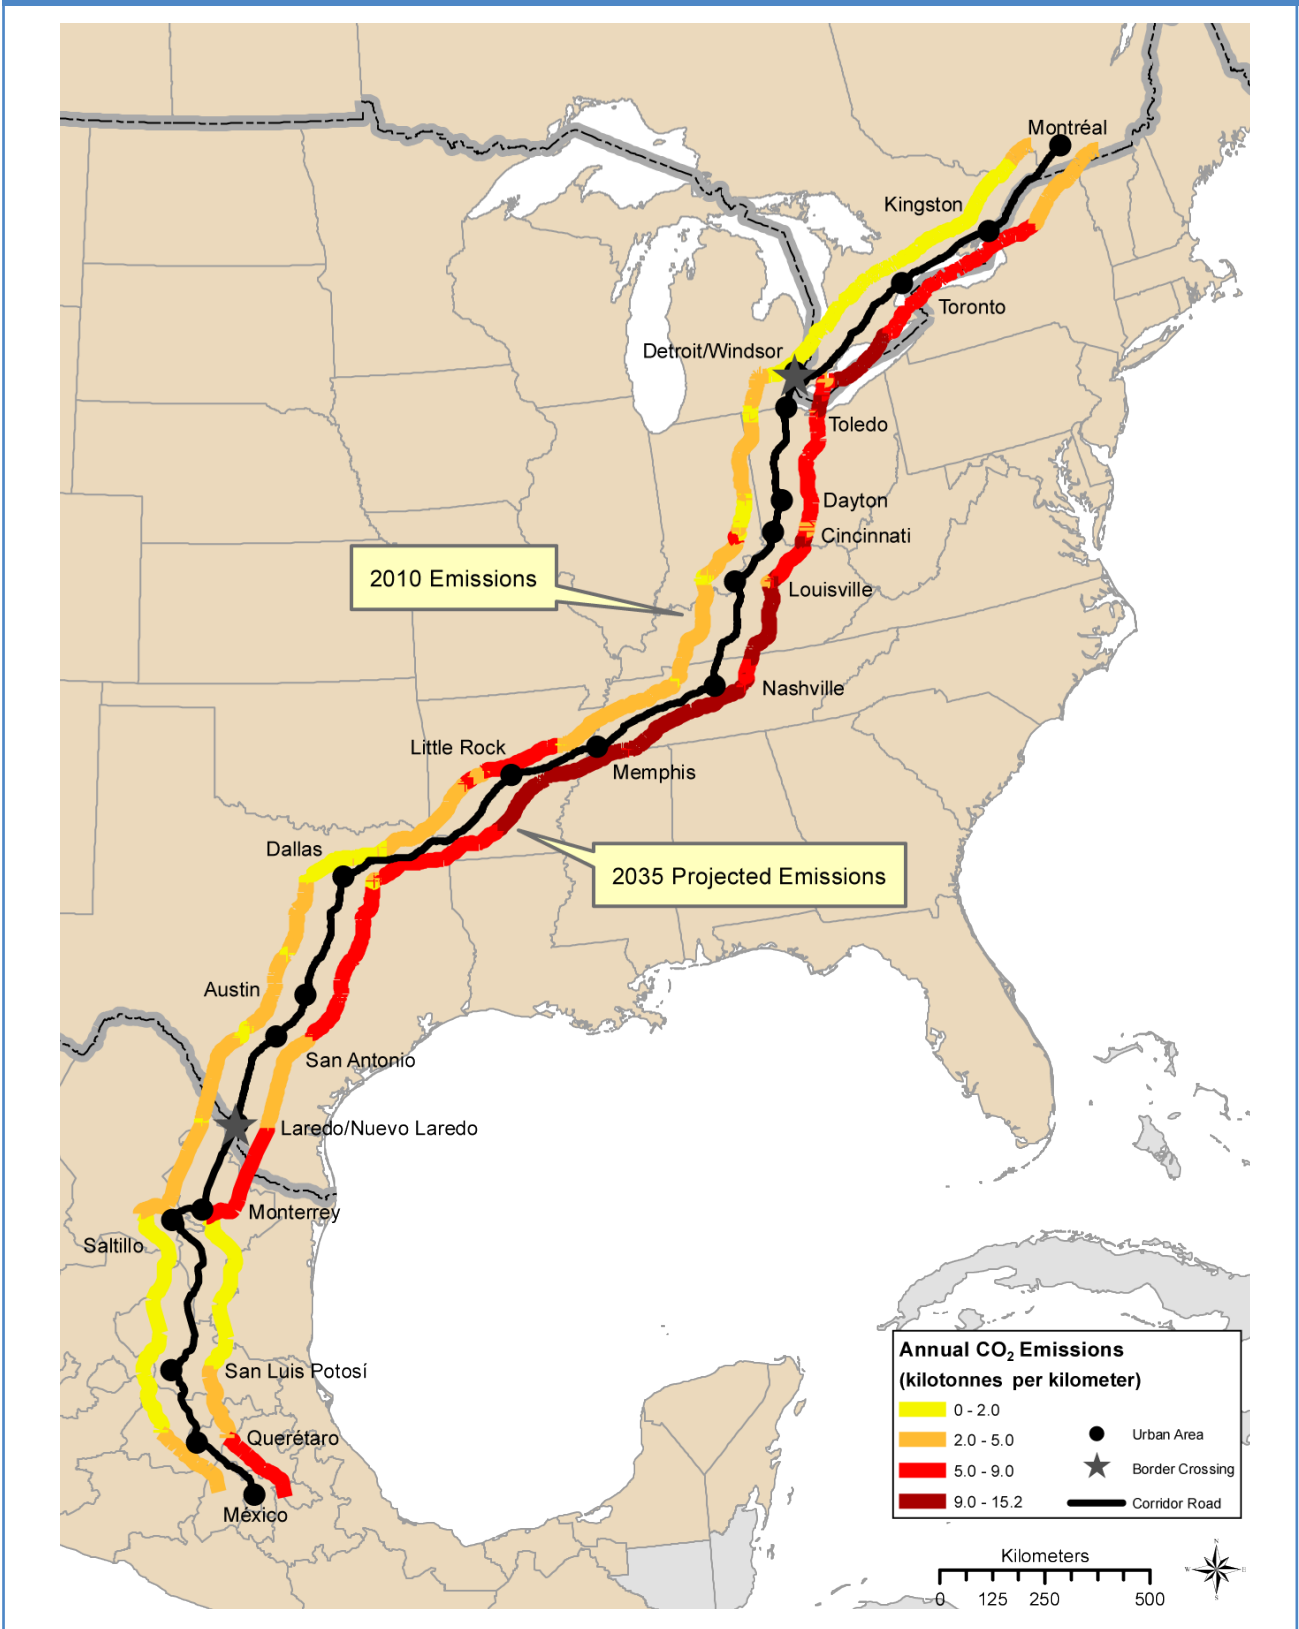 Montréal
Kingston
Toronto
Detroit/Windsor
Toledo
Dayton
Cincinnati
2010 Emissions
Louisville
Nashville
Little Rock
Memphis
Dallas
2035 Projected Emissions
Austin
San Antonio
Laredo/Nuevo Laredo
Monterrey
Saltillo
San Luis Potosí
Querétaro
México
Annual CO₂ Emissions
(kilotonnes per kilometer)
0 - 2.0
2.0 - 5.0
5.0 - 9.0
9.0 - 15.2
Urban Area
Border Crossing
Corridor Road
Kilometers
0 125 250 500
N
W E
S